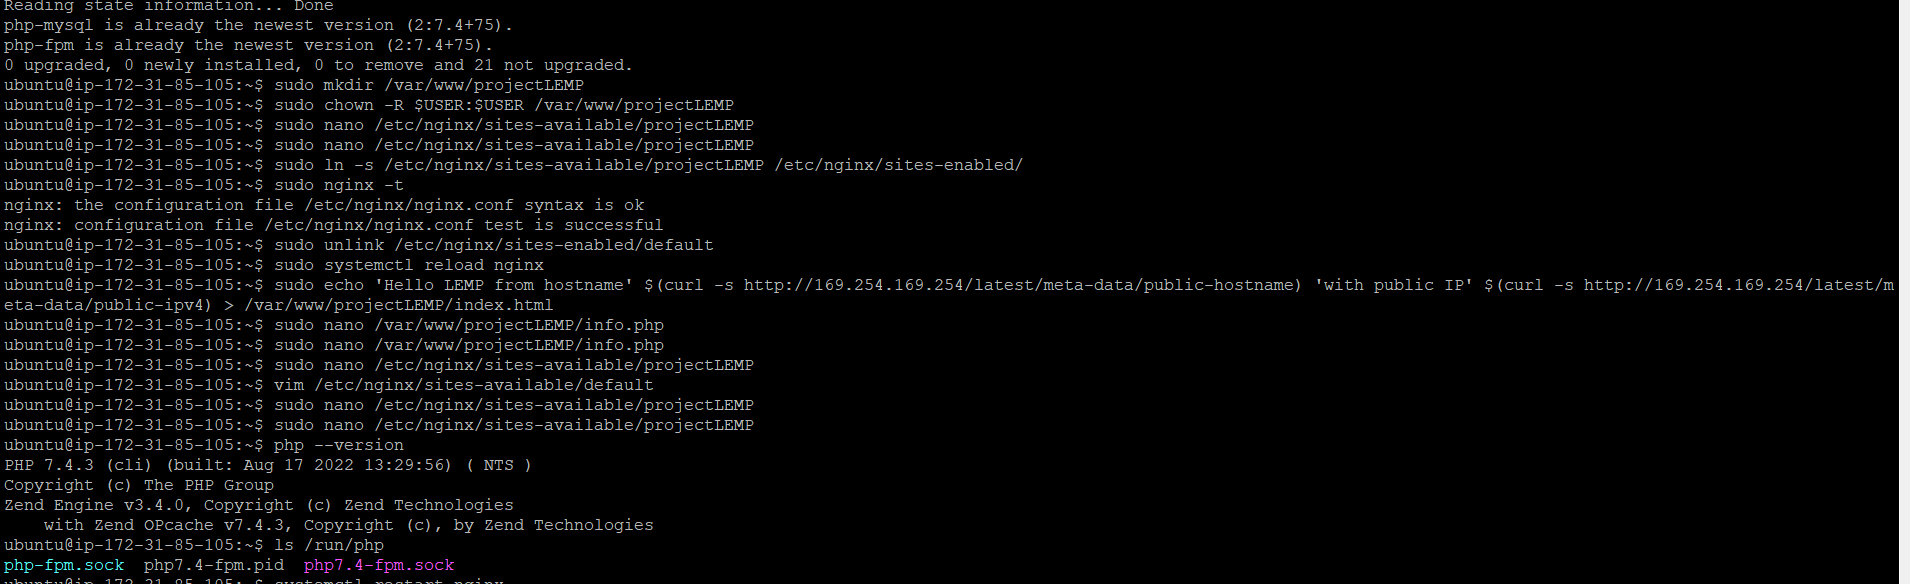 Reading state information... Done
php-mysql is already the newest version (2:7.4+75).
php-fpm is already the newest version (2:7.4+75).
0 upgraded, 0 newly installed, 0 to remove and 21 not upgraded.
ubuntu@ip-172-31-85-105:~$ sudo mkdir /var/www/projectLEMP
ubuntu@ip-172-31-85-105:~$ sudo chown -R $USER:$USER /var/www/projectLEMP
ubuntu@ip-172-31-85-105:~$ sudo nano /etc/nginx/sites-available/projectLEMP
ubuntu@ip-172-31-85-105:~$ sudo nano /etc/nginx/sites-available/projectLEMP
ubuntu@ip-172-31-85-105:~$ sudo ln -s /etc/nginx/sites-available/projectLEMP /etc/nginx/sites-enabled/
ubuntu@ip-172-31-85-105:~$ sudo nginx -t
nginx: the configuration file /etc/nginx/nginx.conf syntax is ok
nginx: configuration file /etc/nginx/nginx.conf test is successful
ubuntu@ip-172-31-85-105:~$ sudo unlink /etc/nginx/sites-enabled/default
ubuntu@ip-172-31-85-105:~$ sudo systemctl reload nginx
ubuntu@ip-172-31-85-105:~$ sudo echo 'Hello LEMP from hostname' $(curl -s http://169.254.169.254/latest/meta-data/public-hostname) 'with public IP' $(curl -s http://169.254.169.254/latest/m
eta-data/public-ipv4) > /var/www/projectLEMP/index.html
ubuntu@ip-172-31-85-105:~$ sudo nano /var/www/projectLEMP/info.php
ubuntu@ip-172-31-85-105:~$ sudo nano /var/www/projectLEMP/info.php
ubuntu@ip-172-31-85-105:~$ sudo nano /etc/nginx/sites-available/projectLEMP
ubuntu@ip-172-31-85-105:~$ vim /etc/nginx/sites-available/default
ubuntu@ip-172-31-85-105:~$ sudo nano /etc/nginx/sites-available/projectLEMP
ubuntu@ip-172-31-85-105:~$ sudo nano /etc/nginx/sites-available/projectLEMP
ubuntu@ip-172-31-85-105:~$ php --version
PHP 7.4.3 (cli) (built: Aug 17 2022 13:29:56) ( NTS )
Copyright (c) The PHP Group
Zend Engine v3.4.0, Copyright (c) Zend Technologies
    with Zend OPcache v7.4.3, Copyright (c), by Zend Technologies
ubuntu@ip-172-31-85-105:~$ ls /run/php
php-fpm.sock  php7.4-fpm.pid  php7.4-fpm.sock
ubuntu@ip-172-31-85-105:~$ systemctl restart nginx